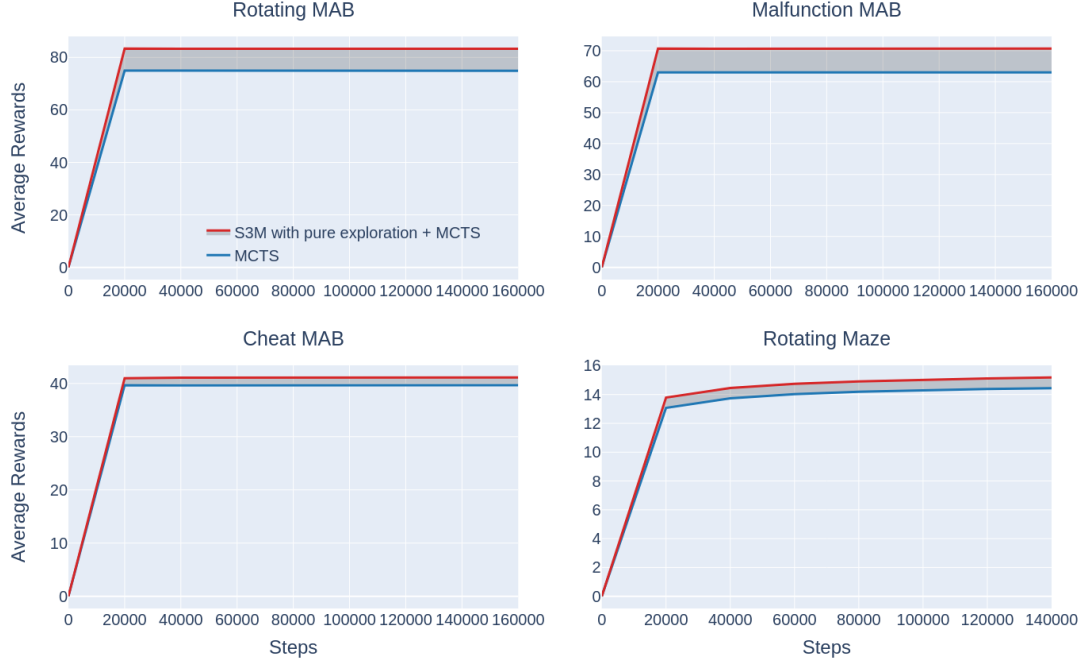 Rotating MAB
Malfunction MAB
Average Rewards
80
60
40
20
0
S3M with pure exploration + MCTS
MCTS
0 20000 40000 60000 80000 100000 120000 140000 160000
70
60
50
40
30
20
10
0
0 20000 40000 60000 80000 100000 120000 140000 160000
Cheat MAB
Rotating Maze
Average Rewards
40
30
20
10
0
0 20000 40000 60000 80000 100000 120000 140000 160000
Steps
16
14
12
10
8
6
4
2
0
0 20000 40000 60000 80000 100000 120000 140000
Steps